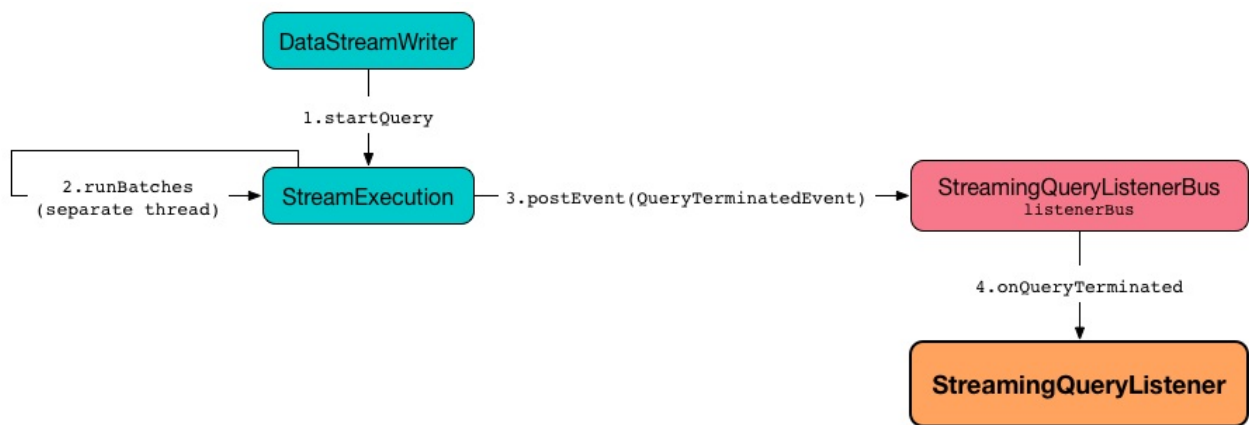 DataStreamWriter
1.startQuery
2.runBatches
(separate thread)
StreamExecution
3.postEvent(QueryTerminatedEvent)
StreamingQueryListenerBus
listenerBus
4.onQueryTerminated
StreamingQueryListener